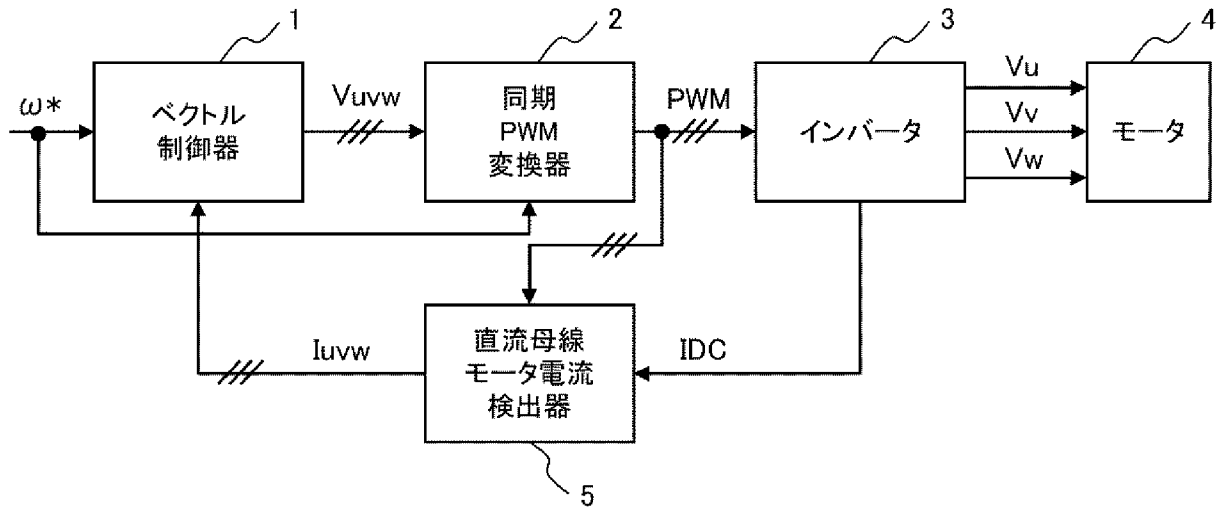 1
2
3
4
ω*
ベクトル
制御器
Vuvw
同期
PWM
変換器
PWM
インバータ
Vu
Vv
Vw
モータ
Iuvw
直流母線
モータ電流
検出器
IDC
5